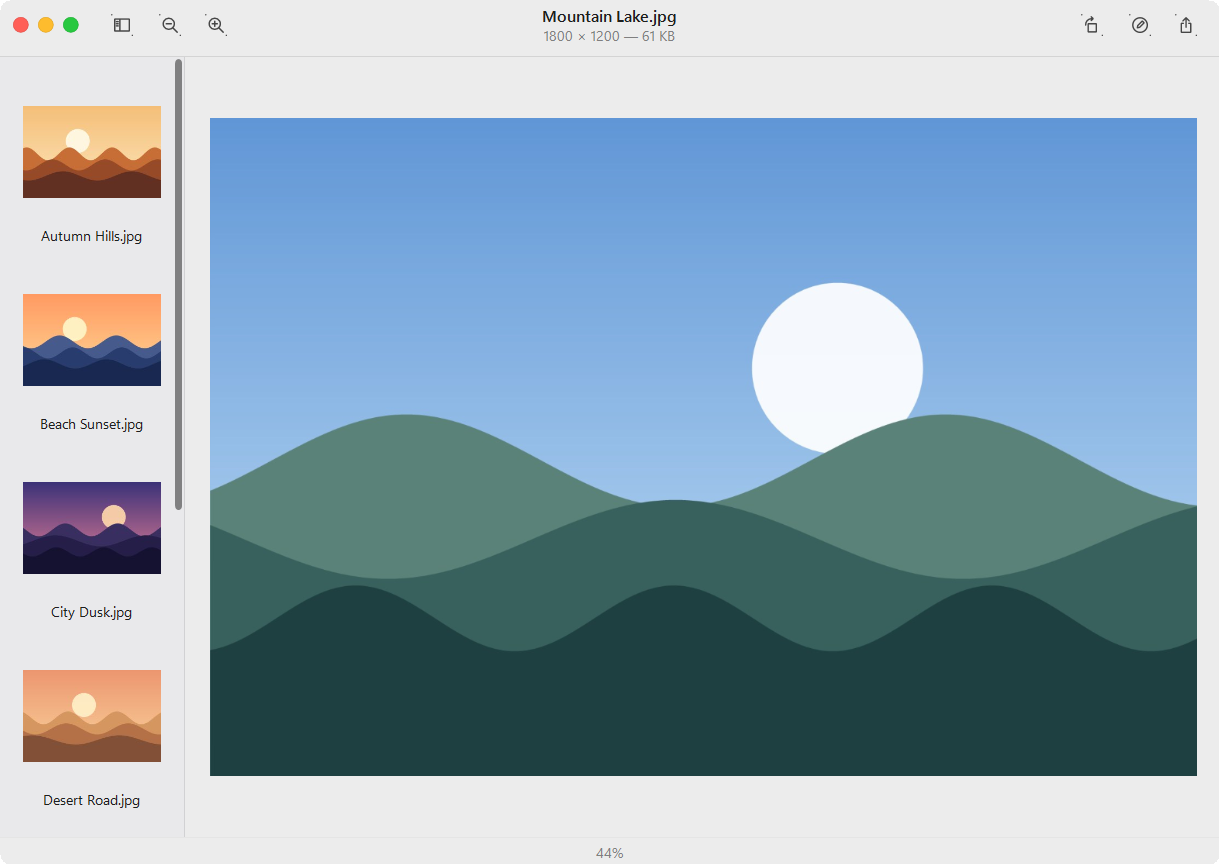 Mountain Lake.jpg
1800 × 1200 — 61 KB
Autumn Hills.jpg
Beach Sunset.jpg
City Dusk.jpg
Desert Road.jpg
44%